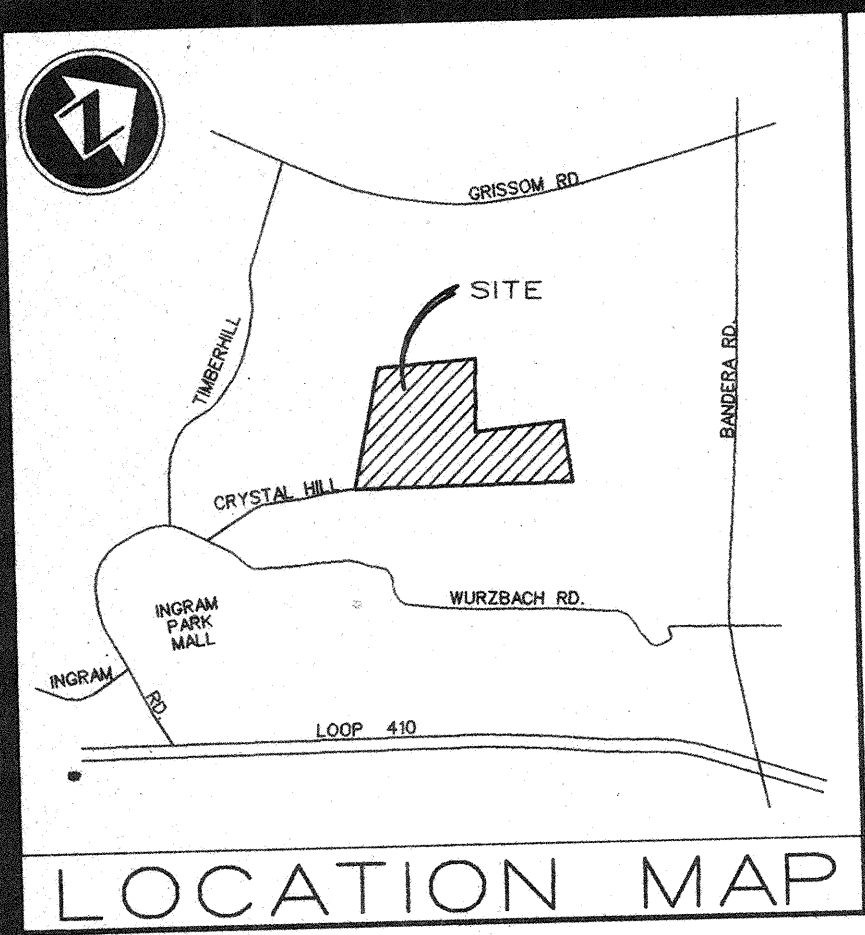 N
GRISSOM RD.
SITE
TIMBERHILL
BANDERA RD.
CRYSTAL HILL
WURZBACH RD.
INGRAM
PARK
MALL
INGRAM
RD.
LOOP 410
LOCATION MAP